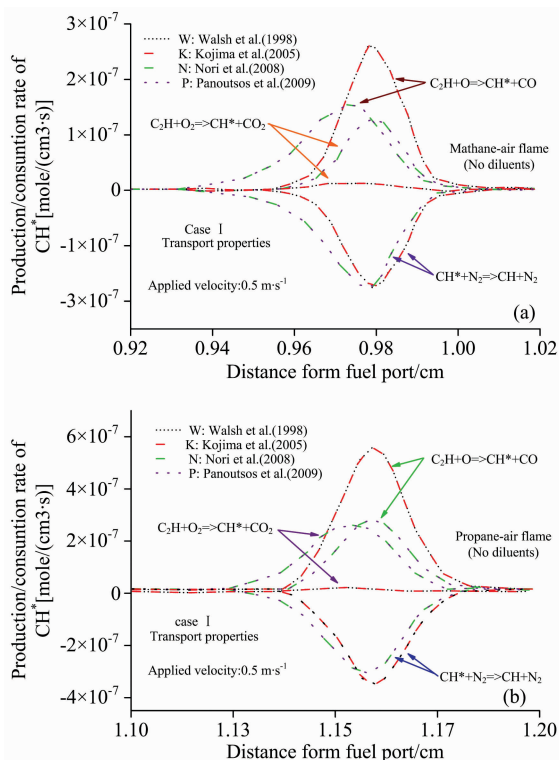 Production/consuntion rate of
CH*[mole/(cm3·s)]
3×10⁻⁷
1×10⁻⁷
0
-1×10⁻⁷
-3×10⁻⁷
W: Walsh et al.(1998)
K: Kojima et al.(2005)
N: Nori et al.(2008)
P: Panoutsos et al.(2009)
C₂H+O=>CH*+CO
C₂H+O₂=>CH*+CO₂
Mathane-air flame
(No diluents)
Case Ⅰ
Transport properties
Applied velocity:0.5 m·s⁻¹
CH*+N₂=>CH+N₂
(a)
0.92 0.94 0.96 0.98 1.00 1.02
Distance form fuel port/cm
Production/consuntion rate of
CH*[mole/(cm3·s)]
6×10⁻⁷
4×10⁻⁷
2×10⁻⁷
0
-2×10⁻⁷
-4×10⁻⁷
W: Walsh et al.(1998)
K: Kojima et al.(2005)
N: Nori et al.(2008)
P: Panoutsos et al.(2009)
C₂H+O=>CH*+CO
C₂H+O₂=>CH*+CO₂
Propane-air flame
(No diluents)
case Ⅰ
Transport properties
Applied velocity:0.5 m·s⁻¹
CH*+N₂=>CH+N₂
(b)
1.10 1.13 1.15 1.17 1.20
Distance form fuel port/cm